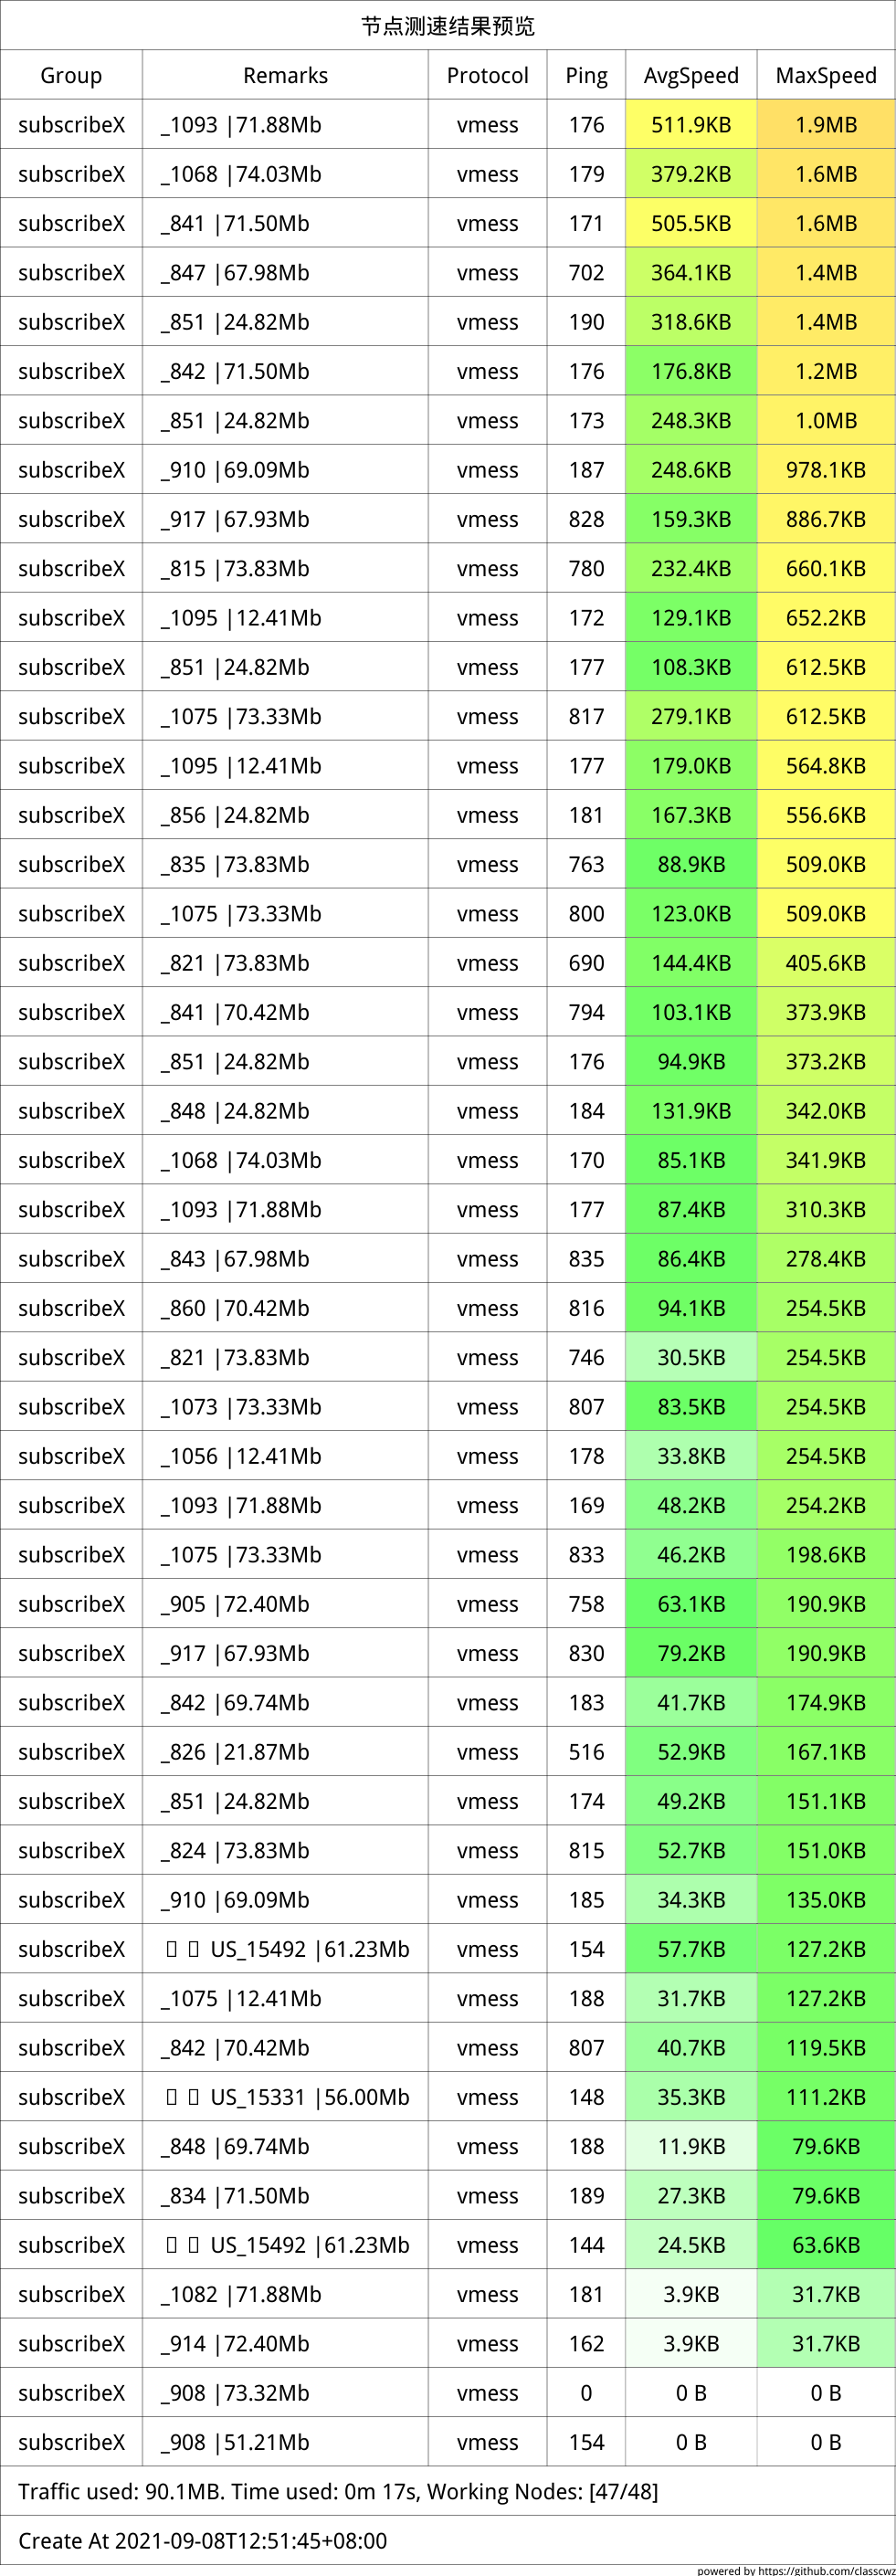 节点测速结果预览
Group Remarks Protocol Ping AvgSpeed MaxSpeed
subscribeX _1093 |71.88Mb vmess 176 511.9KB 1.9MB
subscribeX _1068 |74.03Mb vmess 179 379.2KB 1.6MB
subscribeX _841 |71.50Mb vmess 171 505.5KB 1.6MB
subscribeX _847 |67.98Mb vmess 702 364.1KB 1.4MB
subscribeX _851 |24.82Mb vmess 190 318.6KB 1.4MB
subscribeX _842 |71.50Mb vmess 176 176.8KB 1.2MB
subscribeX _851 |24.82Mb vmess 173 248.3KB 1.0MB
subscribeX _910 |69.09Mb vmess 187 248.6KB 978.1KB
subscribeX _917 |67.93Mb vmess 828 159.3KB 886.7KB
subscribeX _815 |73.83Mb vmess 780 232.4KB 660.1KB
subscribeX _1095 |12.41Mb vmess 172 129.1KB 652.2KB
subscribeX _851 |24.82Mb vmess 177 108.3KB 612.5KB
subscribeX _1075 |73.33Mb vmess 817 279.1KB 612.5KB
subscribeX _1095 |12.41Mb vmess 177 179.0KB 564.8KB
subscribeX _856 |24.82Mb vmess 181 167.3KB 556.6KB
subscribeX _835 |73.83Mb vmess 763 88.9KB 509.0KB
subscribeX _1075 |73.33Mb vmess 800 123.0KB 509.0KB
subscribeX _821 |73.83Mb vmess 690 144.4KB 405.6KB
subscribeX _841 |70.42Mb vmess 794 103.1KB 373.9KB
subscribeX _851 |24.82Mb vmess 176 94.9KB 373.2KB
subscribeX _848 |24.82Mb vmess 184 131.9KB 342.0KB
subscribeX _1068 |74.03Mb vmess 170 85.1KB 341.9KB
subscribeX _1093 |71.88Mb vmess 177 87.4KB 310.3KB
subscribeX _843 |67.98Mb vmess 835 86.4KB 278.4KB
subscribeX _860 |70.42Mb vmess 816 94.1KB 254.5KB
subscribeX _821 |73.83Mb vmess 746 30.5KB 254.5KB
subscribeX _1073 |73.33Mb vmess 807 83.5KB 254.5KB
subscribeX _1056 |12.41Mb vmess 178 33.8KB 254.5KB
subscribeX _1093 |71.88Mb vmess 169 48.2KB 254.2KB
subscribeX _1075 |73.33Mb vmess 833 46.2KB 198.6KB
subscribeX _905 |72.40Mb vmess 758 63.1KB 190.9KB
subscribeX _917 |67.93Mb vmess 830 79.2KB 190.9KB
subscribeX _842 |69.74Mb vmess 183 41.7KB 174.9KB
subscribeX _826 |21.87Mb vmess 516 52.9KB 167.1KB
subscribeX _851 |24.82Mb vmess 174 49.2KB 151.1KB
subscribeX _824 |73.83Mb vmess 815 52.7KB 151.0KB
subscribeX _910 |69.09Mb vmess 185 34.3KB 135.0KB
subscribeX US_15492 |61.23Mb vmess 154 57.7KB 127.2KB
subscribeX _1075 |12.41Mb vmess 188 31.7KB 127.2KB
subscribeX _842 |70.42Mb vmess 807 40.7KB 119.5KB
subscribeX US_15331 |56.00Mb vmess 148 35.3KB 111.2KB
subscribeX _848 |69.74Mb vmess 188 11.9KB 79.6KB
subscribeX _834 |71.50Mb vmess 189 27.3KB 79.6KB
subscribeX US_15492 |61.23Mb vmess 144 24.5KB 63.6KB
subscribeX _1082 |71.88Mb vmess 181 3.9KB 31.7KB
subscribeX _914 |72.40Mb vmess 162 3.9KB 31.7KB
subscribeX _908 |73.32Mb vmess 0 0 B 0 B
subscribeX _908 |51.21Mb vmess 154 0 B 0 B
Traffic used: 90.1MB. Time used: 0m 17s, Working Nodes: [47/48]
Create At 2021-09-08T12:51:45+08:00
powered by https://github.com/classcwz